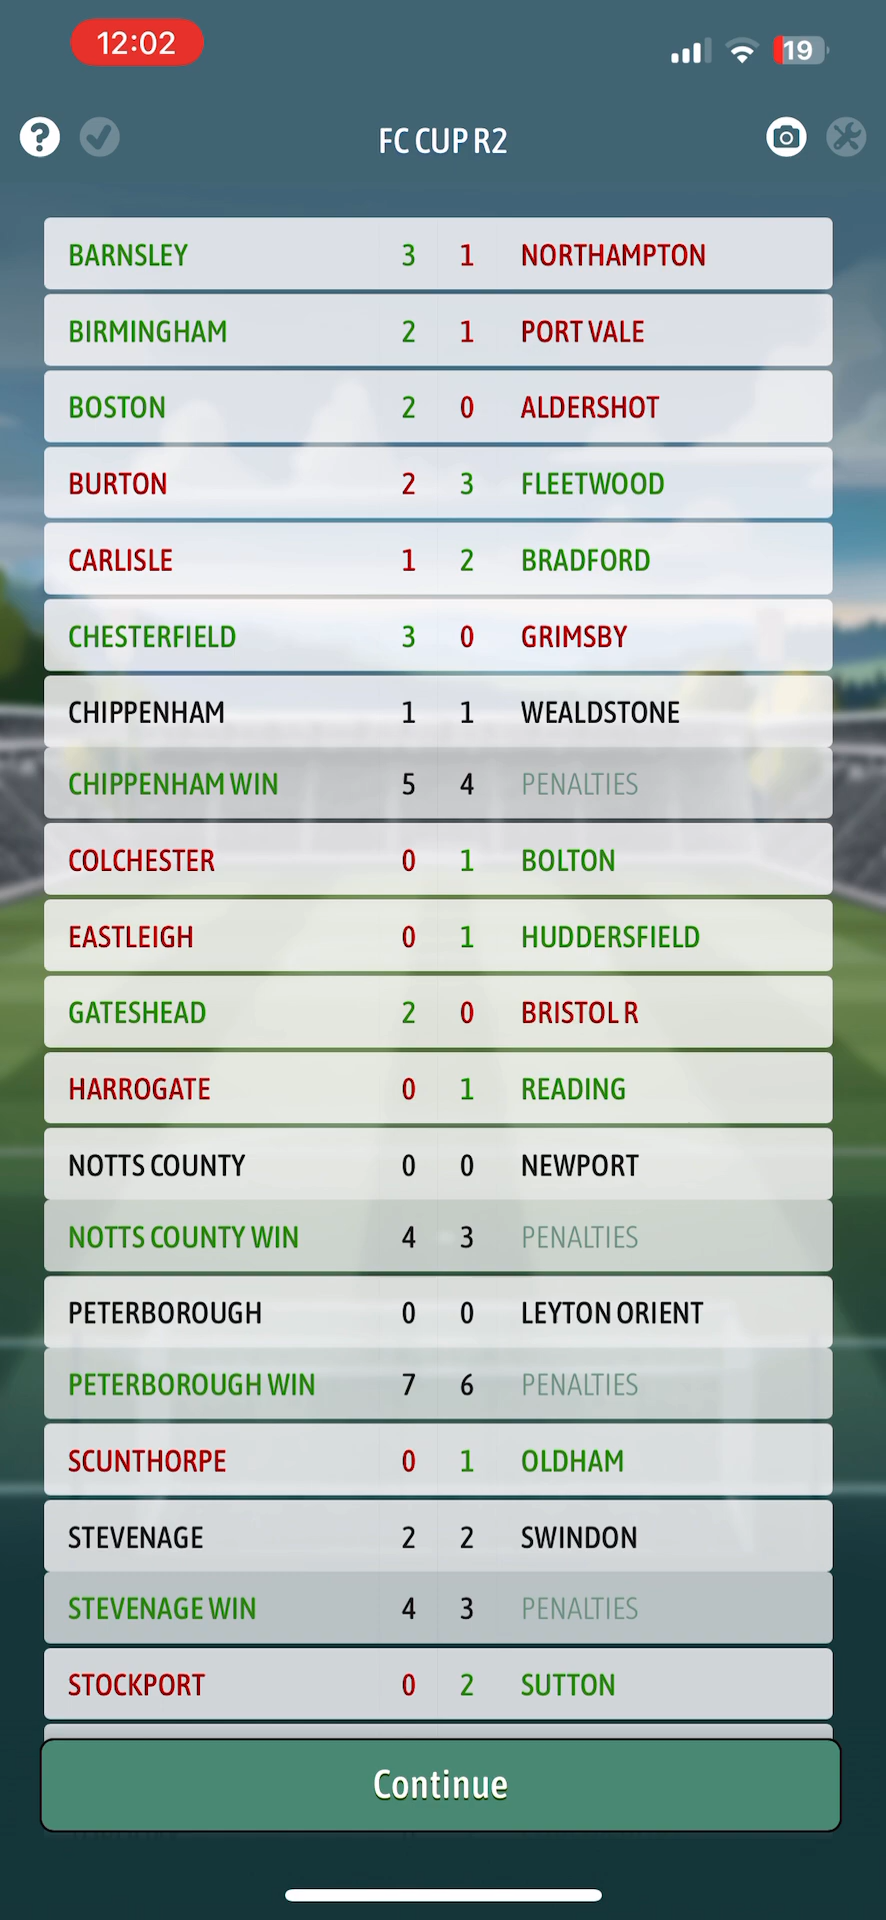 12:02
19
FC CUP R2
BARNSLEY 3 1 NORTHAMPTON
BIRMINGHAM 2 1 PORT VALE
BOSTON 2 0 ALDERSHOT
BURTON 2 3 FLEETWOOD
CARLISLE 1 2 BRADFORD
CHESTERFIELD 3 0 GRIMSBY
CHIPPENHAM 1 1 WEALDSTONE
CHIPPENHAM WIN 5 4 PENALTIES
COLCHESTER 0 1 BOLTON
EASTLEIGH 0 1 HUDDERSFIELD
GATESHEAD 2 0 BRISTOL R
HARROGATE 0 1 READING
NOTTS COUNTY 0 0 NEWPORT
NOTTS COUNTY WIN 4 3 PENALTIES
PETERBOROUGH 0 0 LEYTON ORIENT
PETERBOROUGH WIN 7 6 PENALTIES
SCUNTHORPE 0 1 OLDHAM
STEVENAGE 2 2 SWINDON
STEVENAGE WIN 4 3 PENALTIES
STOCKPORT 0 2 SUTTON
Continue